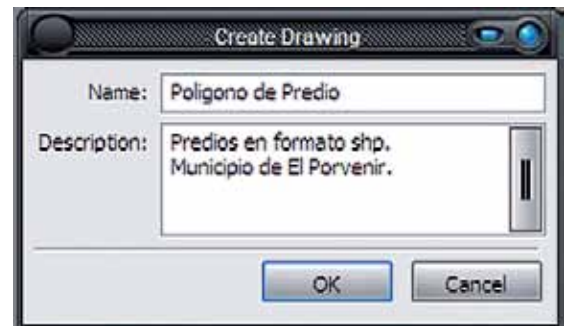 Create Drawing
Name: Poligono de Predio
Description: Predios en formato shp.
Municipio de El Porvenir.
OK Cancel